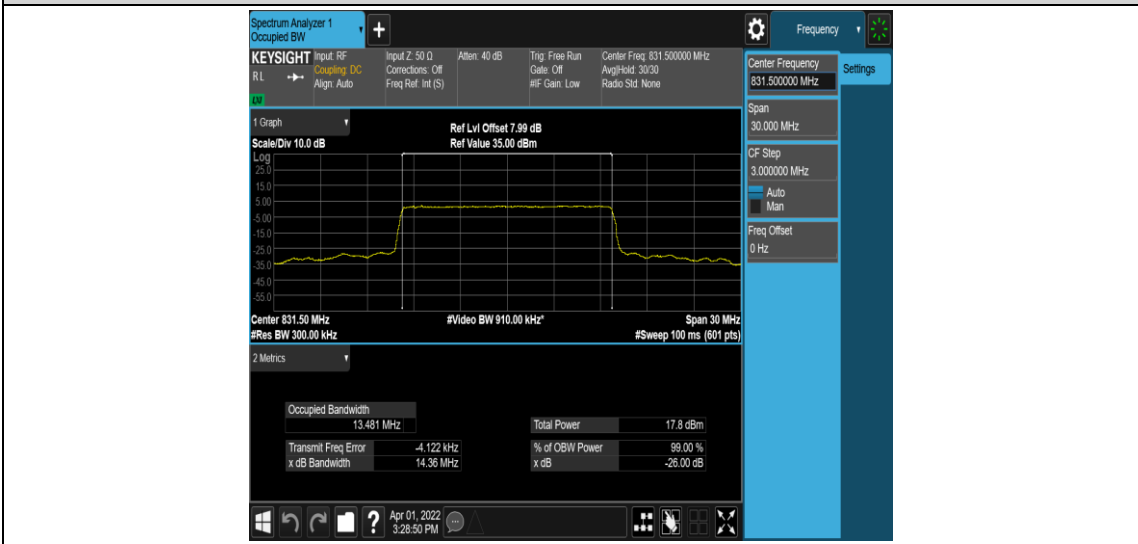 Spectrum Analyzer 1
Occupied BW
+
Frequency
KEYSIGHT
R L
LXI
Input: RF
Coupling: DC
Align: Auto
Input Z: 50 Ω
Corrections: Off
Freq Ref: Int (S)
Atten: 40 dB
Trig: Free Run
Gate: Off
#IF Gain: Low
Center Freq: 831.500000 MHz
Avg|Hold: 30/30
Radio Std: None
Center Frequency
831.500000 MHz
Settings
Span
30.000 MHz
CF Step
3.000000 MHz
Auto
Man
Freq Offset
0 Hz
1 Graph
Scale/Div 10.0 dB
Ref Lvl Offset 7.99 dB
Ref Value 35.00 dBm
Log
25.0
15.0
5.00
-5.00
-15.0
-25.0
-35.0
-45.0
-55.0
Center 831.50 MHz
#Video BW 910.00 kHz*
Span 30 MHz
#Res BW 300.00 kHz
#Sweep 100 ms (601 pts)
2 Metrics
Occupied Bandwidth
13.481 MHz
Total Power 17.8 dBm
Transmit Freq Error -4.122 kHz
% of OBW Power 99.00 %
x dB Bandwidth 14.36 MHz
x dB -26.00 dB
?
Apr 01, 2022
3:28:50 PM